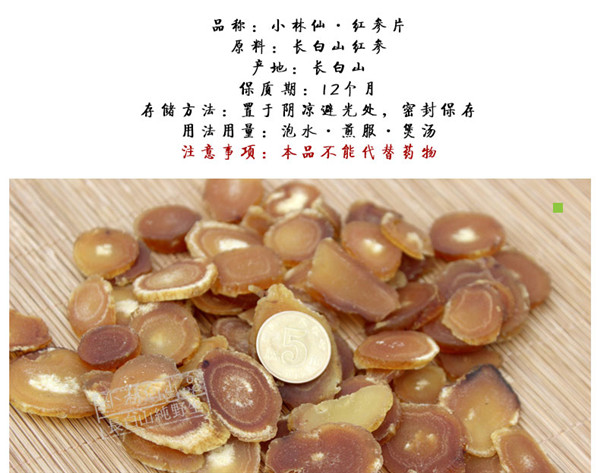 品称：小林仙·红参片
原料：长白山红参
产地：长白山
保质期：12个月
存储方法：置于阴凉避光处，密封保存
用法用量：泡水·煎服·煲汤
注意事项：本品不能代替药物
5